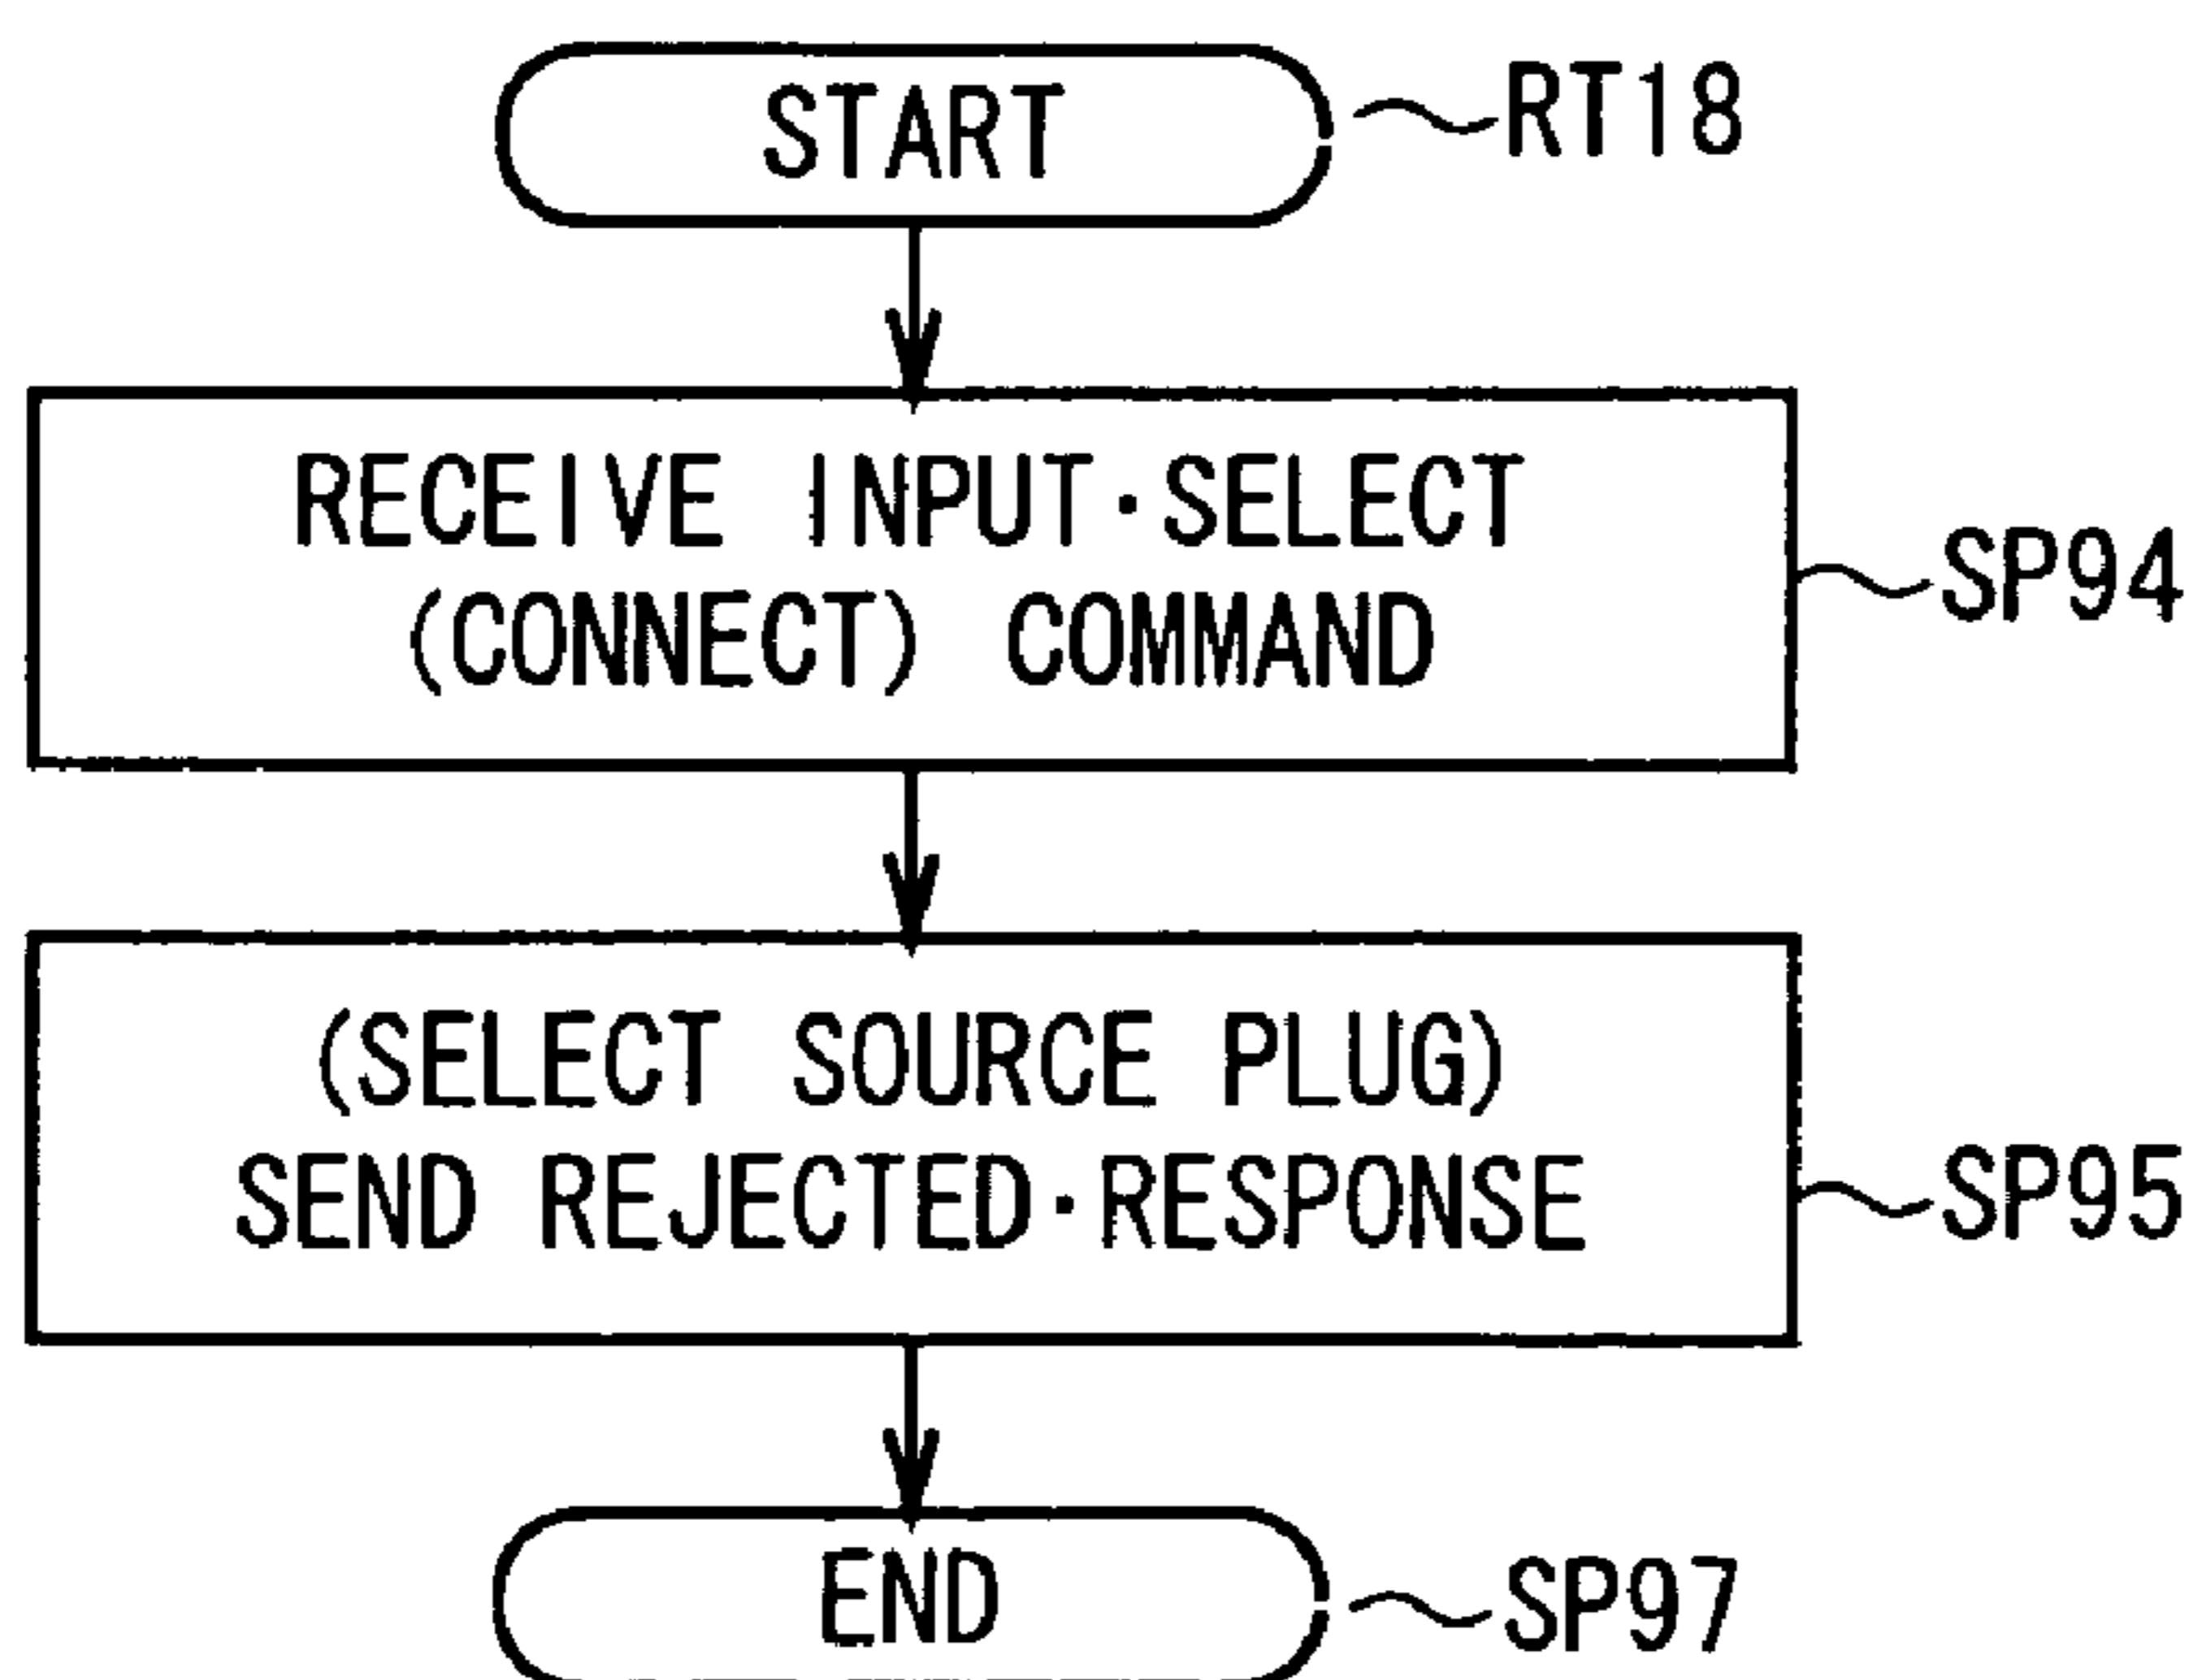 START
RT18
RECEIVE INPUT·SELECT
(CONNECT) COMMAND
SP94
(SELECT SOURCE PLUG)
SEND REJECTED·RESPONSE
SP95
END
SP97